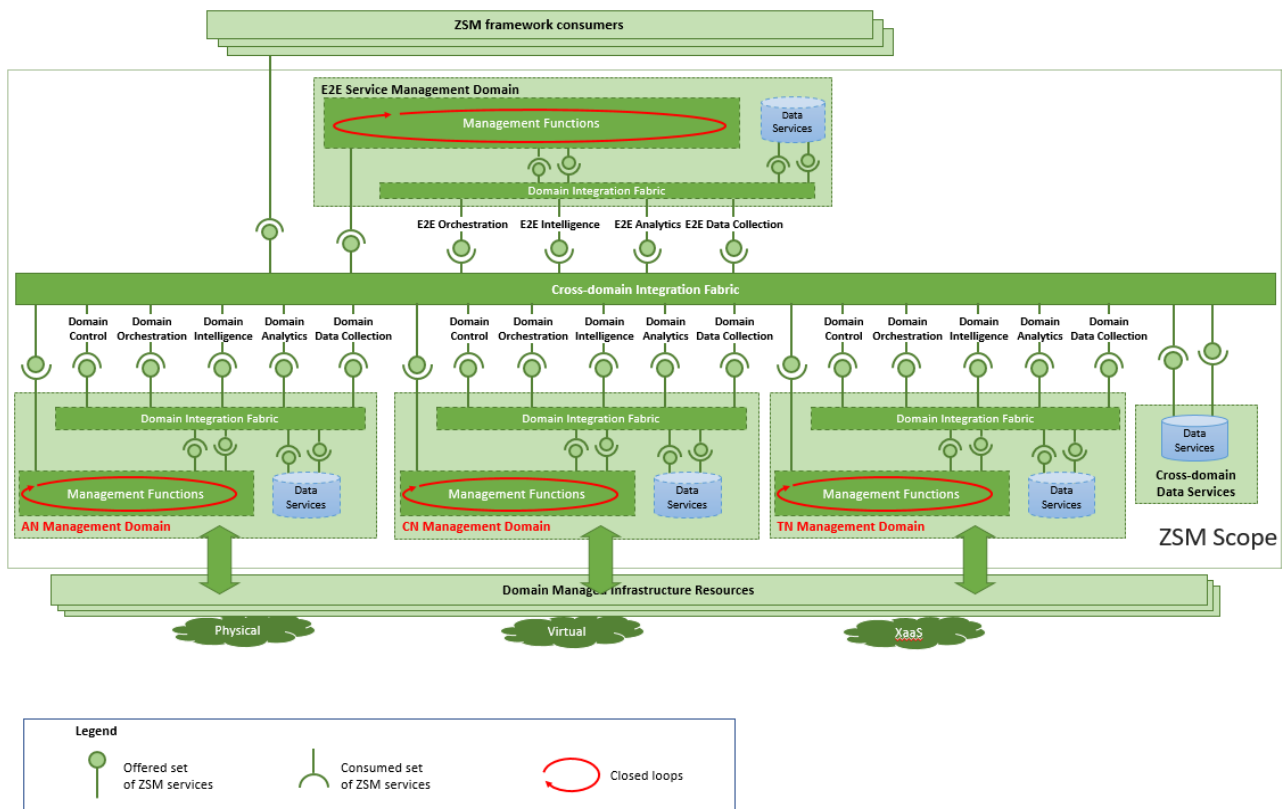 ZSM framework consumers
E2E Service Management Domain
Management Functions
Data
Services
Domain Integration Fabric
E2E Orchestration
E2E Intelligence
E2E Analytics
E2E Data Collection
Cross-domain Integration Fabric
Domain
Control
Domain
Orchestration
Domain
Intelligence
Domain
Analytics
Domain
Data Collection
Domain
Control
Domain
Orchestration
Domain
Intelligence
Domain
Analytics
Domain
Data Collection
Domain
Control
Domain
Orchestration
Domain
Intelligence
Domain
Analytics
Domain
Data Collection
Domain Integration Fabric
Management Functions
Data
Services
AN Management Domain
Domain Integration Fabric
Management Functions
Data
Services
CN Management Domain
Domain Integration Fabric
Management Functions
Data
Services
TN Management Domain
Data
Services
Cross-domain
Data Services
ZSM Scope
Domain Managed Infrastructure Resources
Physical
Virtual
XaaS
Legend
Offered set
of ZSM services
Consumed set
of ZSM services
Closed loops